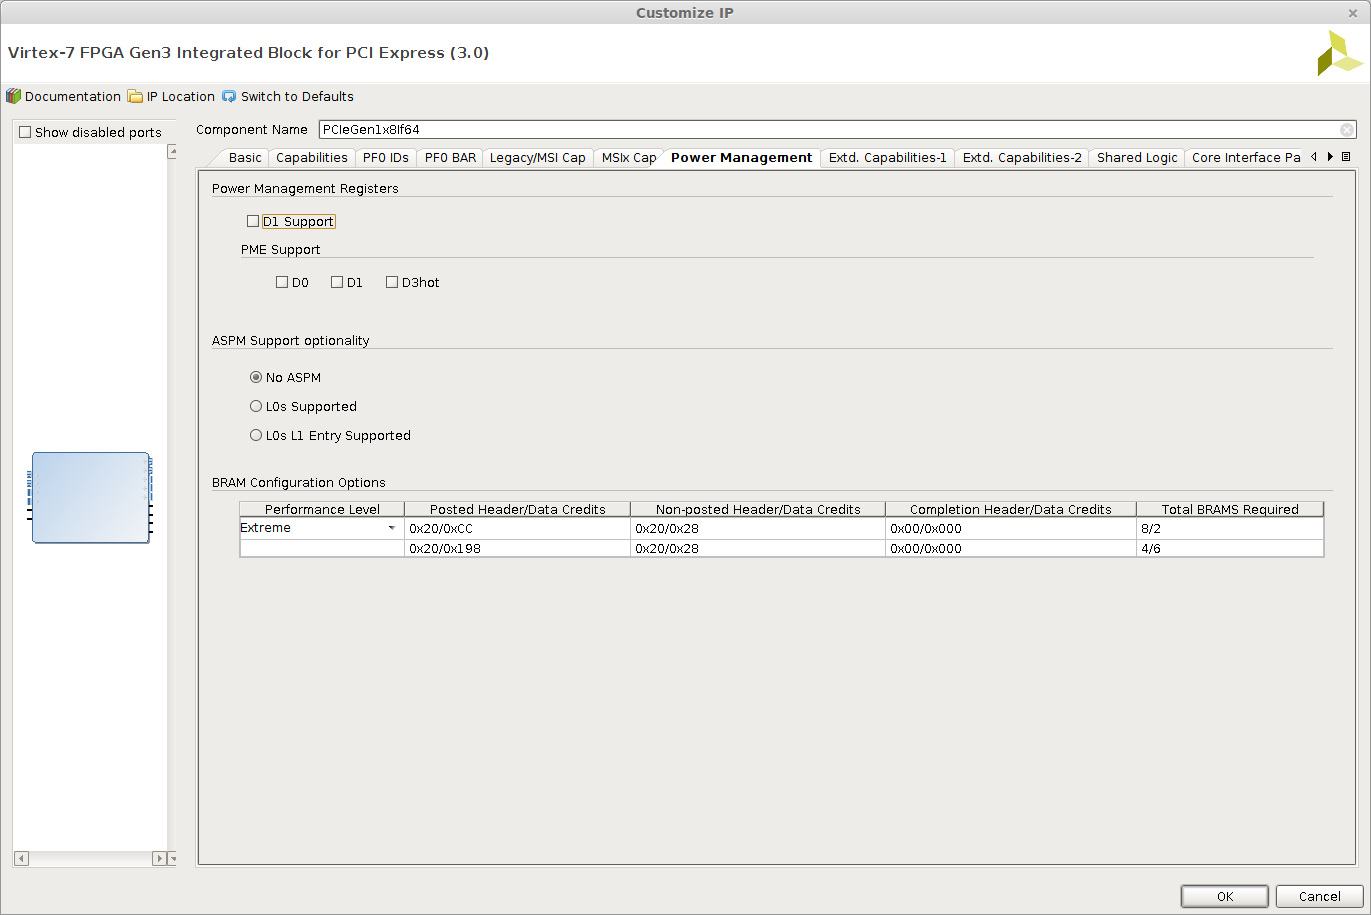 Customize IP
Virtex-7 FPGA Gen3 Integrated Block for PCI Express (3.0)
Documentation IP Location Switch to Defaults
Show disabled ports
Component Name PCIeGen1x8If64
Basic Capabilities PF0 IDs PF0 BAR Legacy/MSI Cap MSIx Cap Power Management Extd. Capabilities-1 Extd. Capabilities-2 Shared Logic Core Interface Pa
Power Management Registers
D1 Support
PME Support
D0 D1 D3hot
ASPM Support optionality
No ASPM
L0s Supported
L0s L1 Entry Supported
BRAM Configuration Options
Performance Level Posted Header/Data Credits Non-posted Header/Data Credits Completion Header/Data Credits Total BRAMS Required
Extreme 0x20/0xCC 0x20/0x28 0x00/0x000 8/2
0x20/0x198 0x20/0x28 0x00/0x000 4/6
OK Cancel